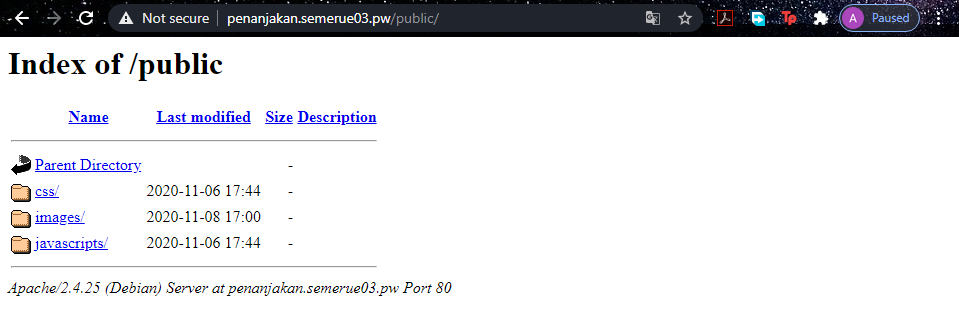 Not secure | penanjakan.semerue03.pw/public/
A Paused
Index of /public
Name Last modified Size Description
Parent Directory -
css/ 2020-11-06 17:44 -
images/ 2020-11-08 17:00 -
javascripts/ 2020-11-06 17:44 -
Apache/2.4.25 (Debian) Server at penanjakan.semerue03.pw Port 80